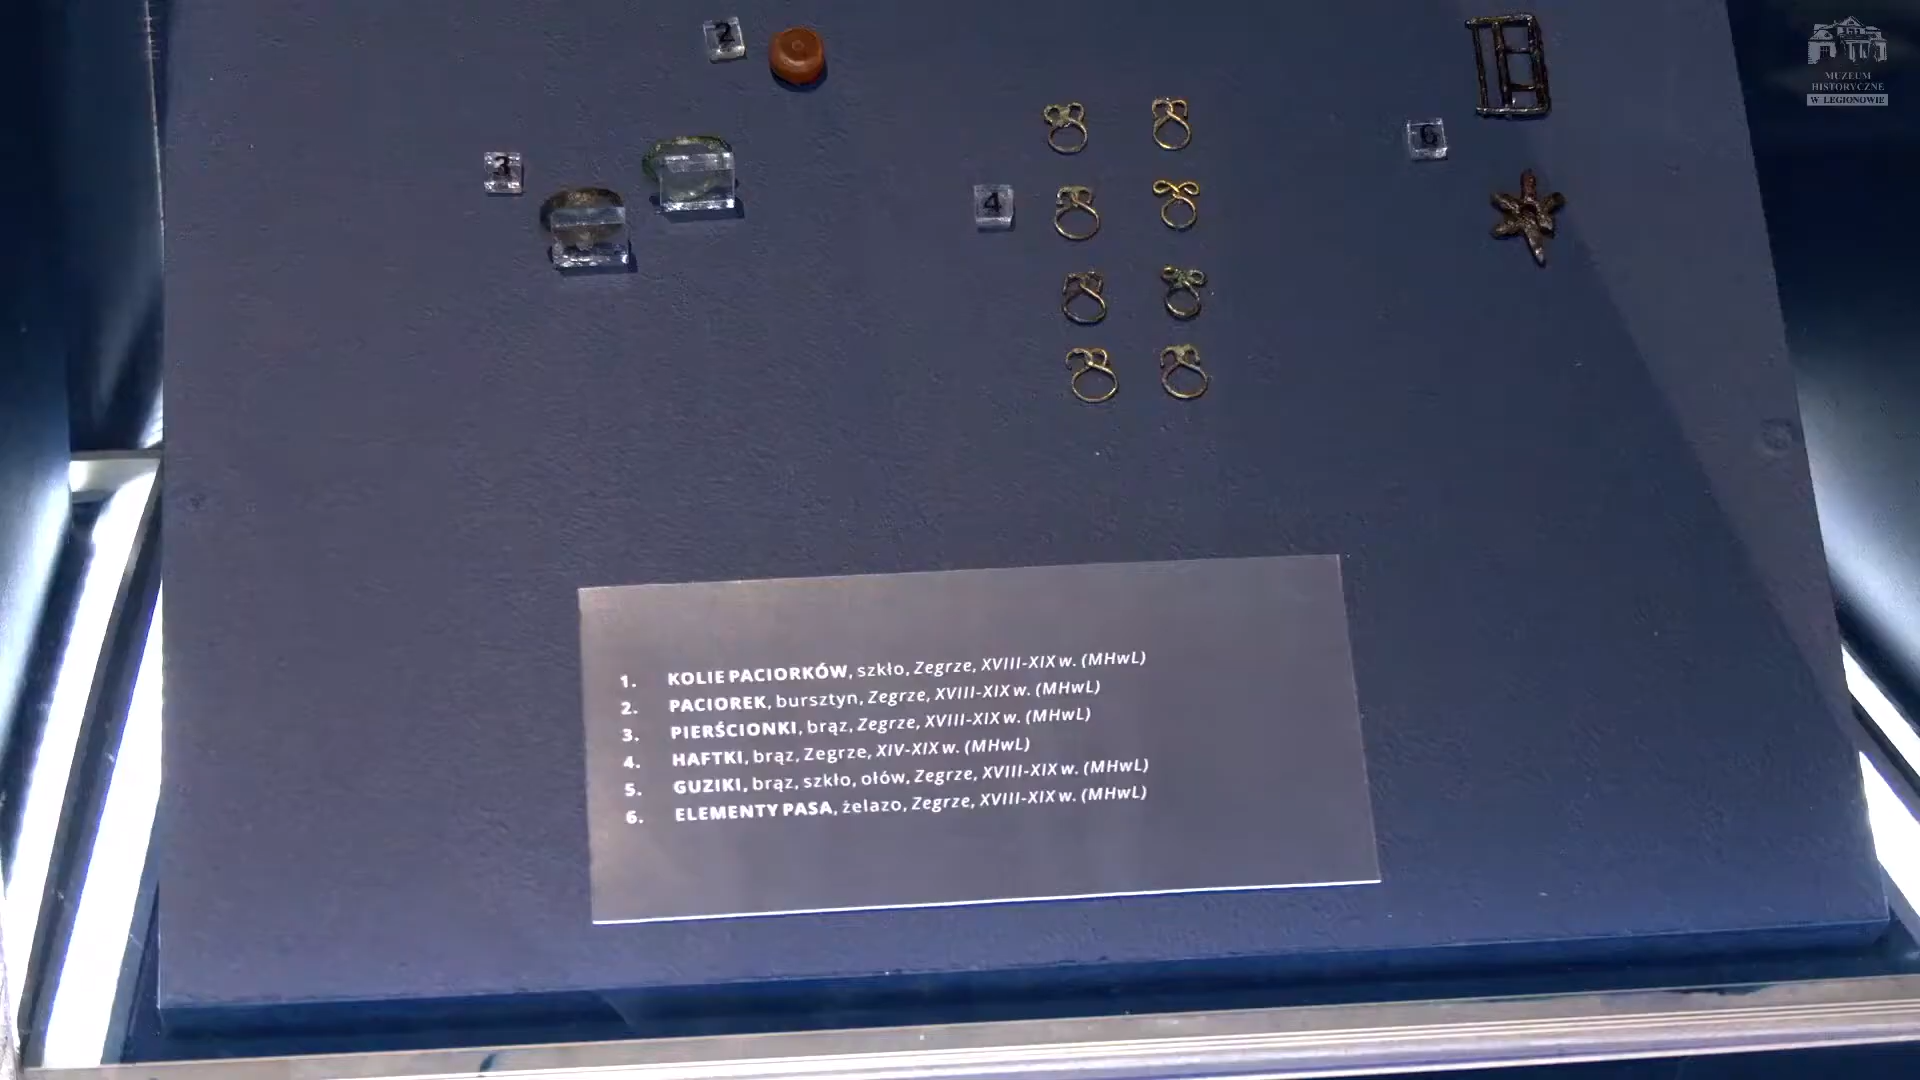 2
MUZEUM
HISTORYCZNE
W LEGIONOWIE
6
3
4
1. KOLIE PACIORKÓW, szkło, Zegrze, XVIII-XIX w. (MHwL)
2. PACIOREK, bursztyn, Zegrze, XVIII-XIX w. (MHwL)
3. PIERŚCIONKI, brąz, Zegrze, XVIII-XIX w. (MHwL)
4. HAFTKI, brąz, Zegrze, XIV-XIX w. (MHwL)
5. GUZIKI, brąz, szkło, ołów, Zegrze, XVIII-XIX w. (MHwL)
6. ELEMENTY PASA, żelazo, Zegrze, XVIII-XIX w. (MHwL)